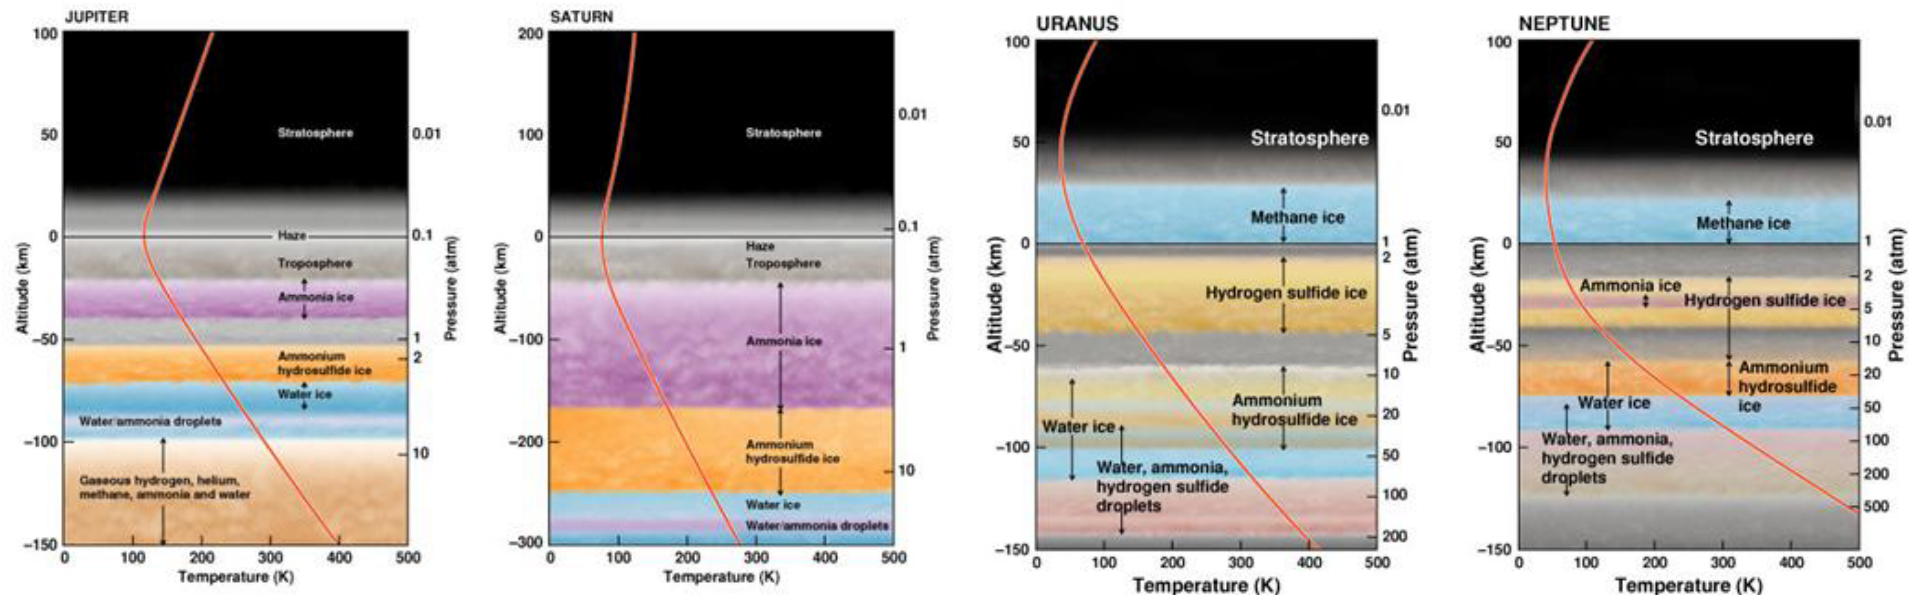 JUPITER
100
50
0
−50
−100
−150
Altitude (km)
Stratosphere
Haze
Troposphere
Ammonia ice
Ammonium
hydrosulfide ice
Water ice
Water/ammonia droplets
Gaseous hydrogen, helium,
methane, ammonia and water
0.01
0.1
1
2
10
Pressure (atm)
0 100 200 300 400 500
Temperature (K)
SATURN
200
100
0
−100
−200
−300
Altitude (km)
Stratosphere
Haze
Troposphere
Ammonia ice
Ammonium
hydrosulfide ice
Water ice
Water/ammonia droplets
0.01
0.1
1
10
Pressure (atm)
0 100 200 300 400 500
Temperature (K)
URANUS
100
50
0
−50
−100
−150
Altitude (km)
Stratosphere
Methane ice
Hydrogen sulfide ice
Ammonium
hydrosulfide ice
Water ice
Water, ammonia,
hydrogen sulfide
droplets
0.01
1
2
5
10
20
50
100
200
Pressure (atm)
0 100 200 300 400 500
Temperature (K)
NEPTUNE
100
50
0
−50
−100
−150
Altitude (km)
Stratosphere
Methane ice
Ammonia ice
Hydrogen sulfide ice
Ammonium
hydrosulfide
ice
Water ice
Water, ammonia,
hydrogen sulfide
droplets
0.01
1
2
5
10
20
50
100
200
500
Pressure (atm)
0 100 200 300 400 500
Temperature (K)